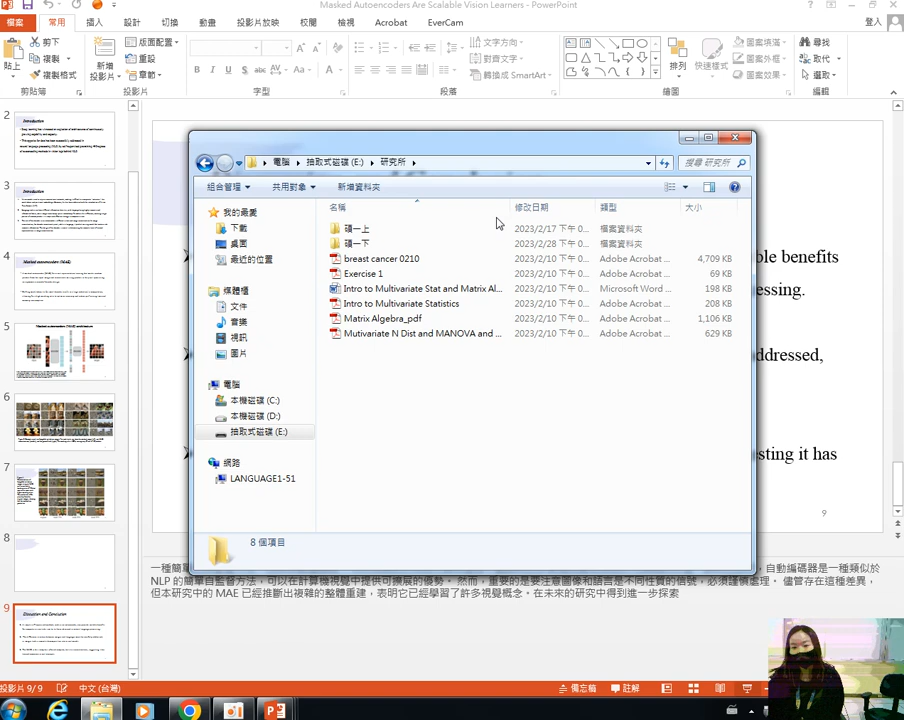 Masked Autoencoders Are Scalable Vision Learners - PowerPoint
檔案 常用 插入 設計 切換 動畫 投影片放映 校閱 檢視 Acrobat EverCam 登入
貼上 剪下 複製 複製格式 剪貼簿
新增投影片 版面配置 重設 章節 投影片
字型
文字方向 對齊文字 轉換成 SmartArt 段落
排列 快速樣式 圖案填滿 圖案外框 圖案效果 繪圖
尋找 取代 選取 編輯
電腦 抽取式磁碟 (E:) 研究所
搜尋 研究所
組合管理 共用對象 新增資料夾
我的最愛
下載
桌面
最近的位置
媒體櫃
文件
音樂
視訊
圖片
電腦
本機磁碟 (C:)
本機磁碟 (D:)
抽取式磁碟 (E:)
網路
LANGUAGE1-51
名稱 修改日期 類型 大小
碩一上 2023/2/17 下午 0... 檔案資料夾
碩一下 2023/2/28 下午 0... 檔案資料夾
breast cancer 0210 2023/2/10 下午 0... Adobe Acrobat ... 4,709 KB
Exercise 1 2023/2/10 下午 0... Adobe Acrobat ... 69 KB
Intro to Multivariate Stat and Matrix Al... 2023/2/10 下午 0... Microsoft Word ... 198 KB
Intro to Multivariate Statistics 2023/2/10 下午 0... Adobe Acrobat ... 208 KB
Matrix Algebra_pdf 2023/2/10 下午 0... Adobe Acrobat ... 1,106 KB
Mutivariate N Dist and MANOVA and ... 2023/2/10 下午 0... Adobe Acrobat ... 629 KB
8 個項目
2
Introduction
3
Introduction
4
Masked autoencoders (MAE)
5
6
7
8
9
Discussion and Conclusion
ble benefits
essing.
ddressed,
sting it has
9
一種簡單 自動編碼器是一種類似於
NLP 的簡單自監督方法，可以在計算機視覺中提供可擴展的優勢。 然而，重要的是要注意圖像和語言是不同性質的信號，必須謹慎處理。 儘管存在這種差異，
但本研究中的 MAE 已經推斷出複雜的整體重建，表明它已經學習了許多視覺概念。在未來的研究中得到進一步探索
投影片 9/9 中文 (台灣) 備忘稿 註解